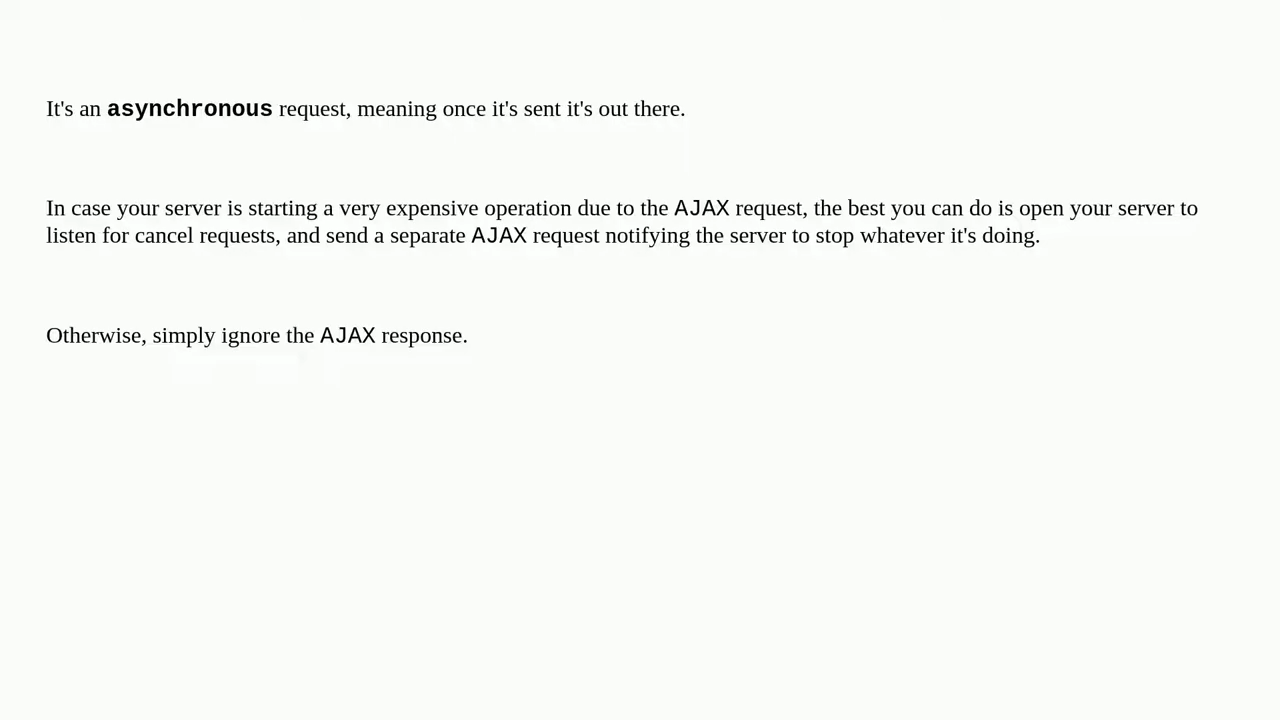 It's an asynchronous request, meaning once it's sent it's out there.
In case your server is starting a very expensive operation due to the AJAX request, the best you can do is open your server to
listen for cancel requests, and send a separate AJAX request notifying the server to stop whatever it's doing.
Otherwise, simply ignore the AJAX response.